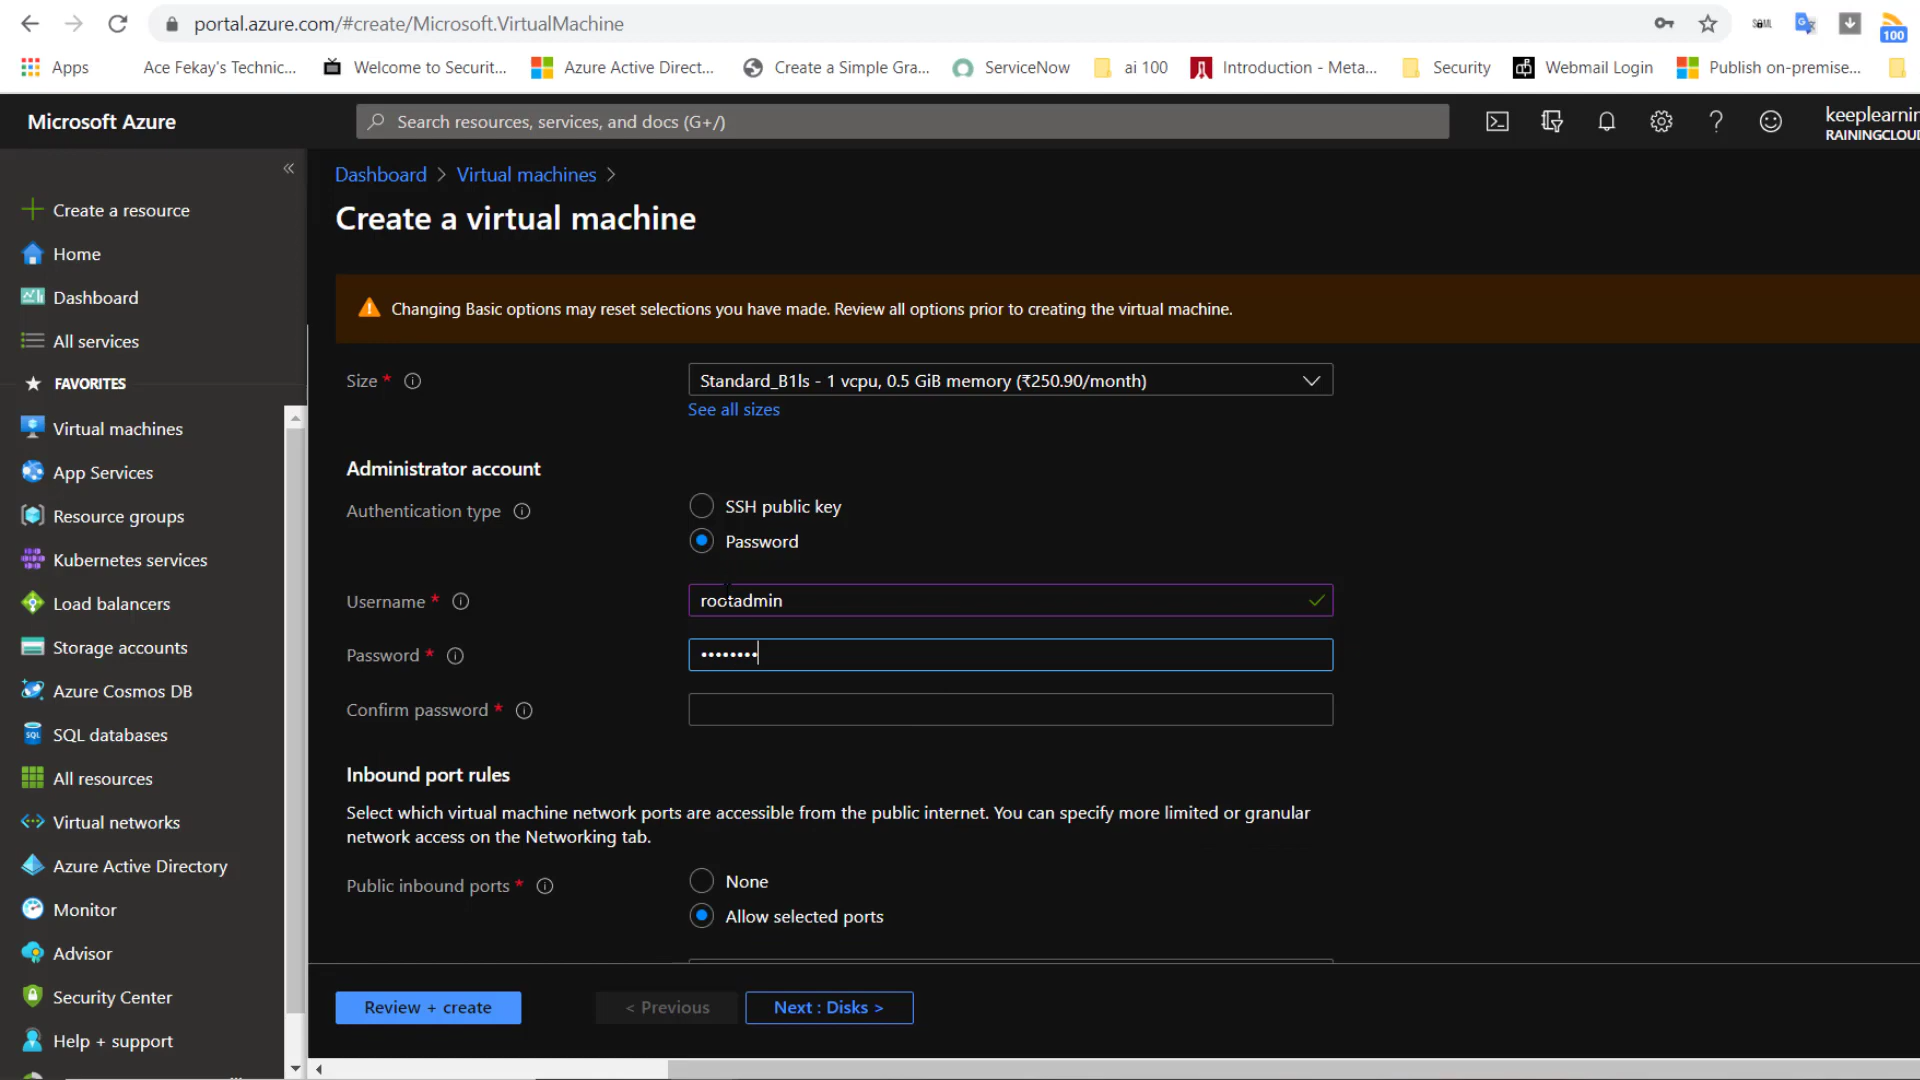 portal.azure.com/#create/Microsoft.VirtualMachine
100
Apps
Ace Fekay's Technic...
Welcome to Securit...
Azure Active Direct...
Create a Simple Gra...
ServiceNow
ai 100
Introduction - Meta...
Security
Webmail Login
Publish on-premise...
Microsoft Azure
Search resources, services, and docs (G+/)
keeplearnin
RAININGCLOUD
Dashboard > Virtual machines >
Create a virtual machine
Changing Basic options may reset selections you have made. Review all options prior to creating the virtual machine.
Create a resource
Home
Dashboard
All services
FAVORITES
Virtual machines
App Services
Resource groups
Kubernetes services
Load balancers
Storage accounts
Azure Cosmos DB
SQL databases
All resources
Virtual networks
Azure Active Directory
Monitor
Advisor
Security Center
Help + support
Size *
Standard_B1ls - 1 vcpu, 0.5 GiB memory (₹250.90/month)
See all sizes
Administrator account
Authentication type
SSH public key
Password
Username *
rootadmin
Password *
••••••••
Confirm password *
Inbound port rules
Select which virtual machine network ports are accessible from the public internet. You can specify more limited or granular
network access on the Networking tab.
Public inbound ports *
None
Allow selected ports
Review + create
< Previous
Next : Disks >